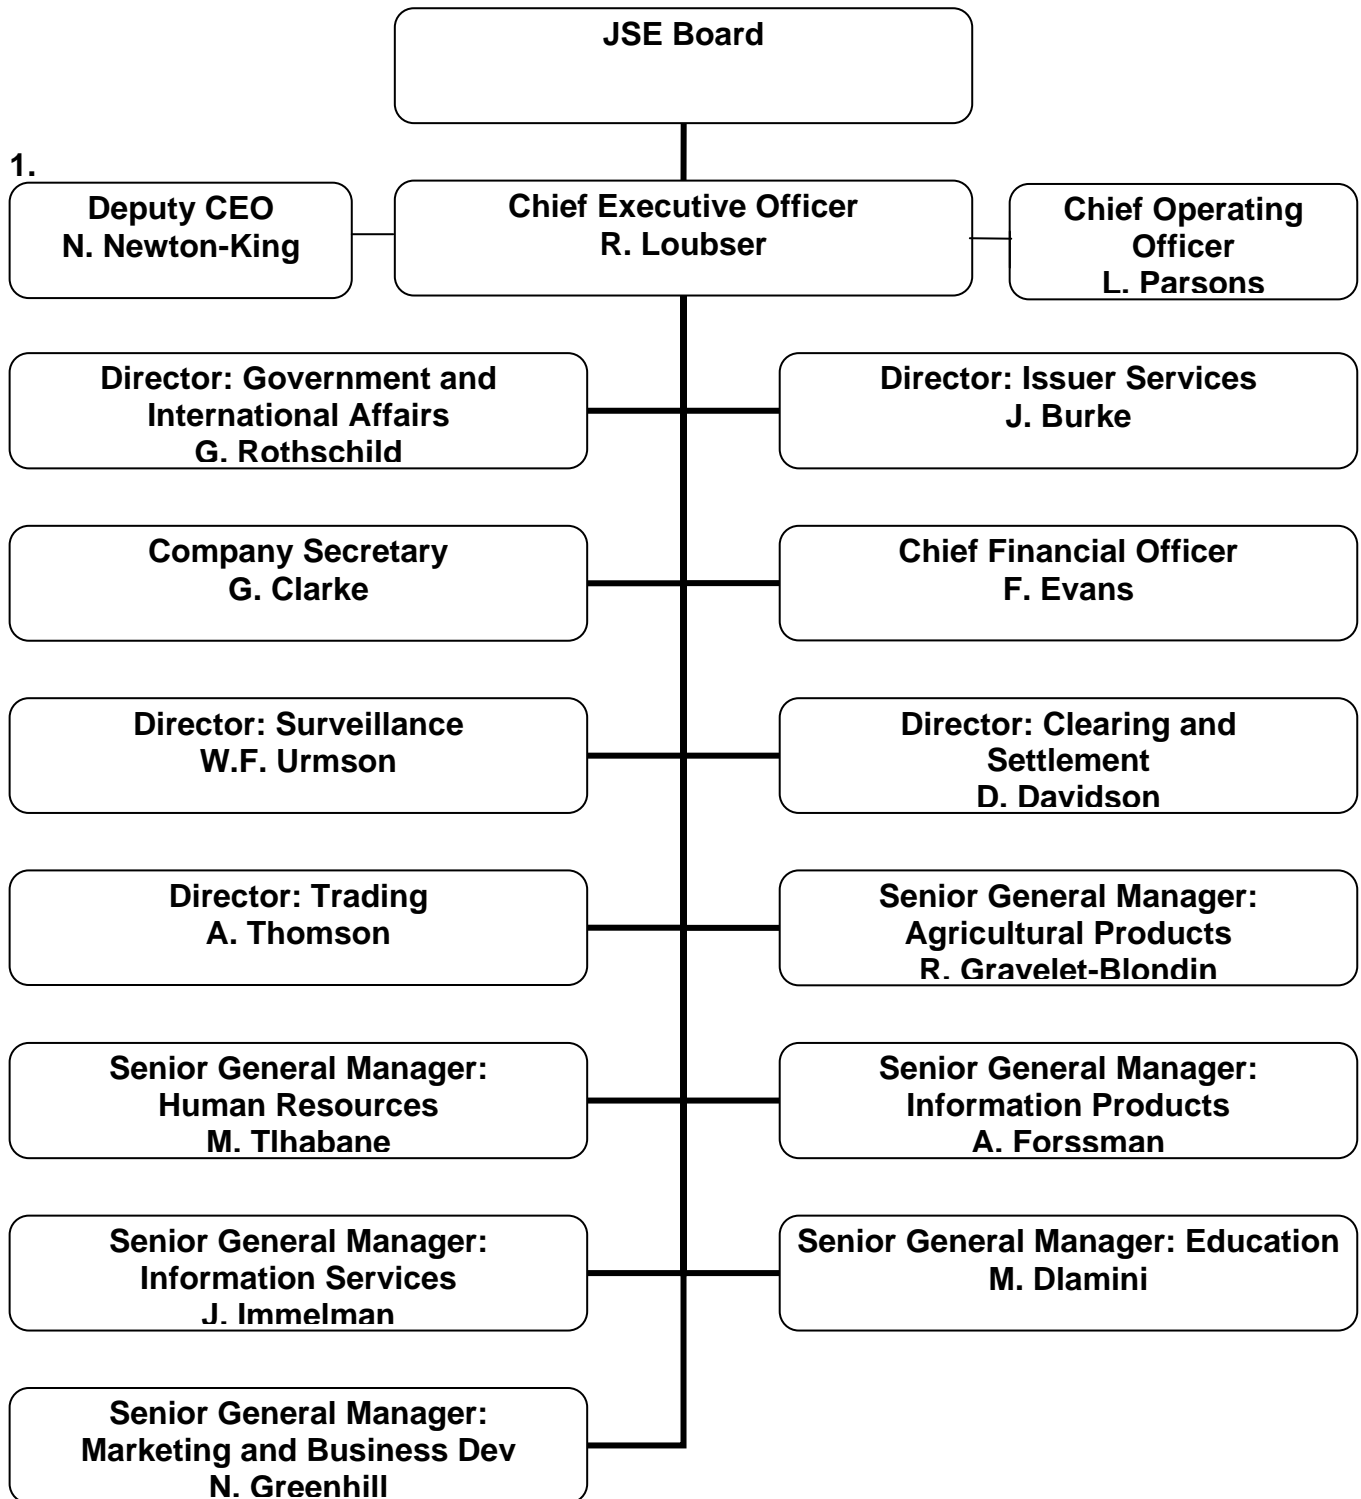 JSE Board
1.
Deputy CEO
N. Newton-King
Chief Executive Officer
R. Loubser
Chief Operating
Officer
L. Parsons
Director: Government and
International Affairs
G. Rothschild
Director: Issuer Services
J. Burke
Company Secretary
G. Clarke
Chief Financial Officer
F. Evans
Director: Surveillance
W.F. Urmson
Director: Clearing and
Settlement
D. Davidson
Director: Trading
A. Thomson
Senior General Manager:
Agricultural Products
R. Gravelet-Blondin
Senior General Manager:
Human Resources
M. Tlhabane
Senior General Manager:
Information Products
A. Forssman
Senior General Manager:
Information Services
J. Immelman
Senior General Manager: Education
M. Dlamini
Senior General Manager:
Marketing and Business Dev
N. Greenhill